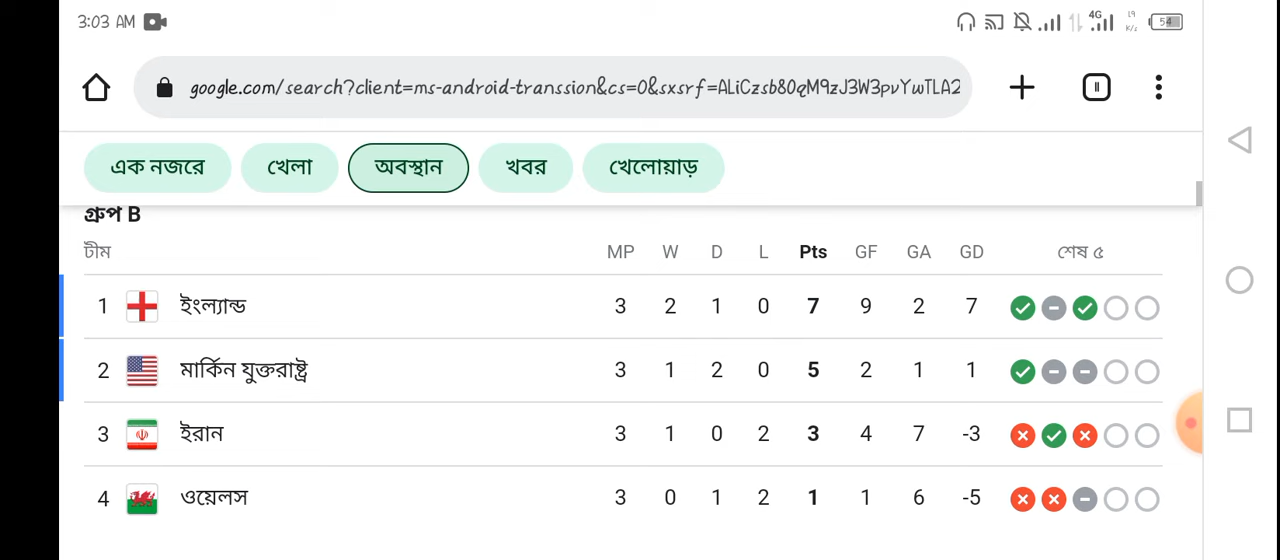 3:03 AM 4G 19 K/s 54
google.com/search?client=ms-android-transsion&cs=0&sxsrf=ALiCzsb80qM9zJ3W3pvYwTLA2
এক নজরে খেলা অবস্থান খবর খেলোয়াড়
গ্রুপ B
টীম MP W D L Pts GF GA GD শেষ ৫
1 ইংল্যান্ড 3 2 1 0 7 9 2 7
2 মার্কিন যুক্তরাষ্ট্র 3 1 2 0 5 2 1 1
3 ইরান 3 1 0 2 3 4 7 -3
4 ওয়েলস 3 0 1 2 1 1 6 -5